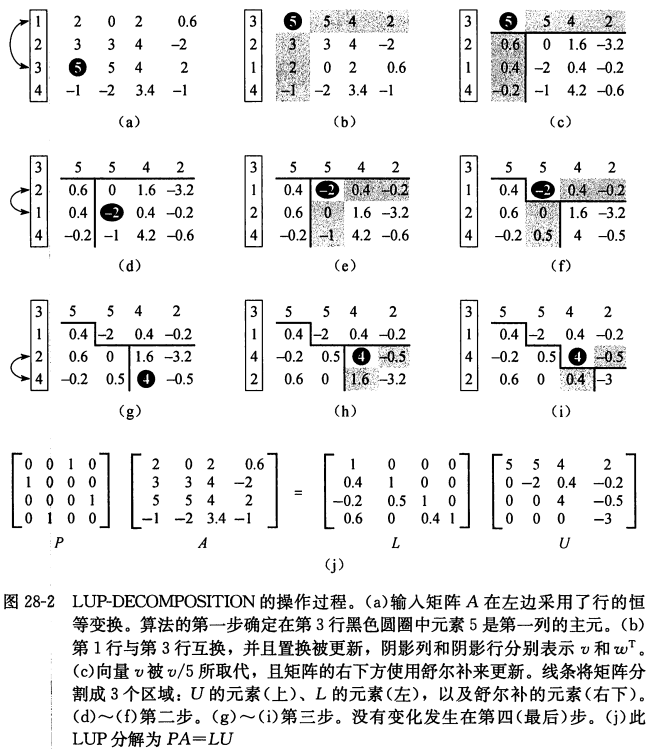 1 2 0 2 0.6 3 5 5 4 2 3 5 5 4 2
2 3 3 4 −2 2 3 3 4 −2 2 0.6 0 1.6 −3.2
3 5 5 4 2 1 2 0 2 0.6 1 0.4 −2 0.4 −0.2
4 −1 −2 3.4 −1 4 −1 −2 3.4 −1 4 −0.2 −1 4.2 −0.6
(a) (b) (c)
3 5 5 4 2 3 5 5 4 2 3 5 5 4 2
2 0.6 0 1.6 −3.2 1 0.4 −2 0.4 −0.2 1 0.4 −2 0.4 −0.2
1 0.4 −2 0.4 −0.2 2 0.6 0 1.6 −3.2 2 0.6 0 1.6 −3.2
4 −0.2 −1 4.2 −0.6 4 −0.2 −1 4.2 −0.6 4 −0.2 0.5 4 −0.5
(d) (e) (f)
3 5 5 4 2 3 5 5 4 2 3 5 5 4 2
1 0.4 −2 0.4 −0.2 1 0.4 −2 0.4 −0.2 1 0.4 −2 0.4 −0.2
2 0.6 0 1.6 −3.2 4 −0.2 0.5 4 −0.5 4 −0.2 0.5 4 −0.5
4 −0.2 0.5 4 −0.5 2 0.6 0 1.6 −3.2 2 0.6 0 0.4 −3
(g) (h) (i)
0 0 1 0 2 0 2 0.6 1 0 0 0 5 5 4 2
1 0 0 0 3 3 4 −2 0.4 1 0 0 0 −2 0.4 −0.2
0 0 0 1 5 5 4 2 = −0.2 0.5 1 0 0 0 4 −0.5
0 1 0 0 −1 −2 3.4 −1 0.6 0 0.4 1 0 0 0 −3
P A L U
(j)
图 28-2 LUP-DECOMPOSITION 的操作过程。(a)输入矩阵 A 在左边采用了行的恒
等变换。算法的第一步确定在第 3 行黑色圆圈中元素 5 是第一列的主元。(b)
第 1 行与第 3 行互换，并且置换被更新，阴影列和阴影行分别表示 v 和 wᵀ。
(c)向量 v 被 v/5 所取代，且矩阵的右下方使用舒尔补来更新。线条将矩阵分
割成 3 个区域：U 的元素(上)、L 的元素(左)，以及舒尔补的元素(右下)。
(d)～(f)第二步。(g)～(i)第三步。没有变化发生在第四(最后)步。(j)此
LUP 分解为 PA=LU